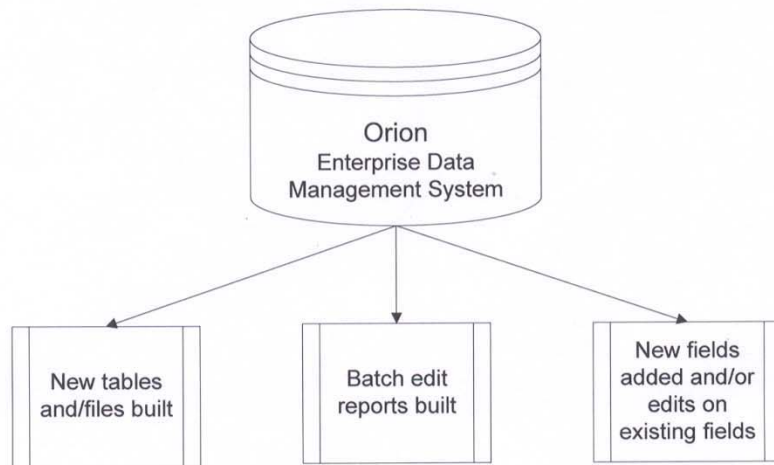 Orion
Enterprise Data
Management System
New tables
and/files built
Batch edit
reports built
New fields
added and/or
edits on
existing fields